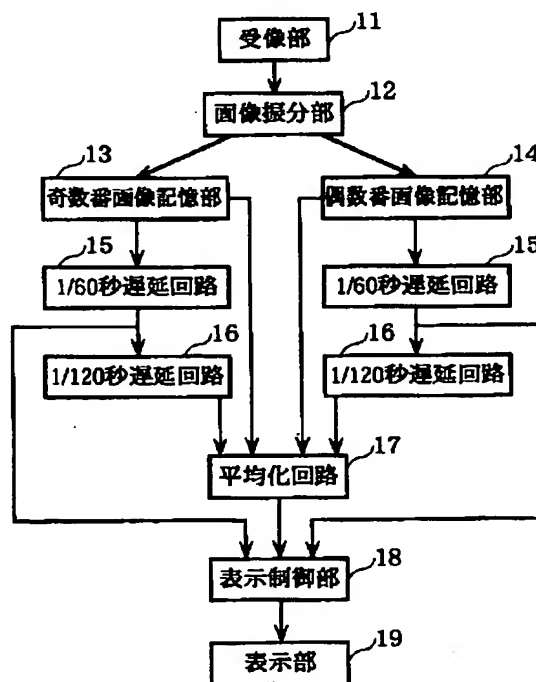 11
受像部
12
画像振分部
13
奇数番画像記憶部
14
偶数番画像記憶部
15
1/60秒遅延回路
15
1/60秒遅延回路
16
1/120秒遅延回路
16
1/120秒遅延回路
17
平均化回路
18
表示制御部
19
表示部